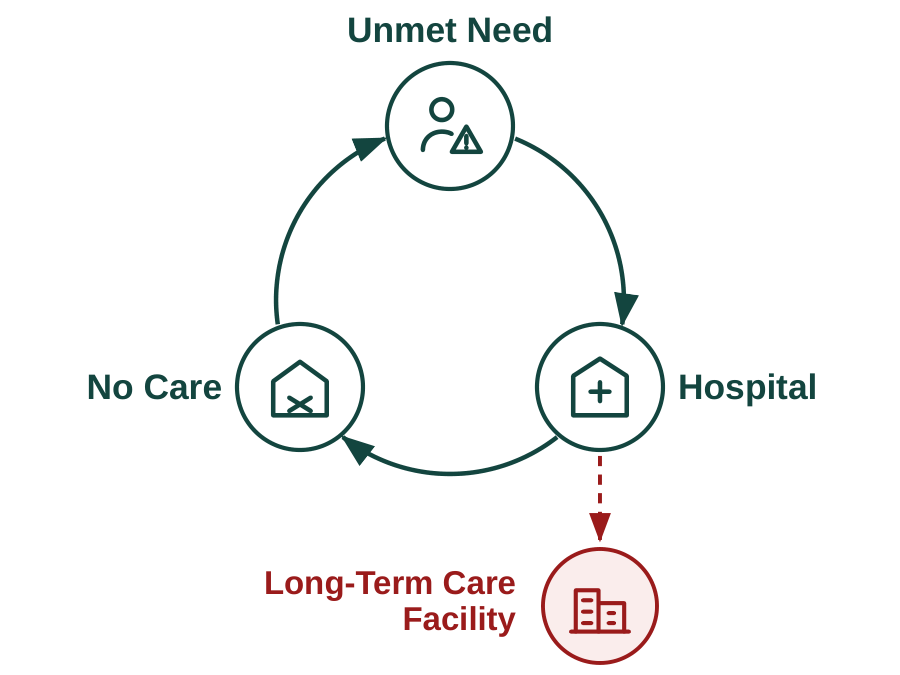 Unmet Need
No Care
Hospital
Long-Term Care
Facility